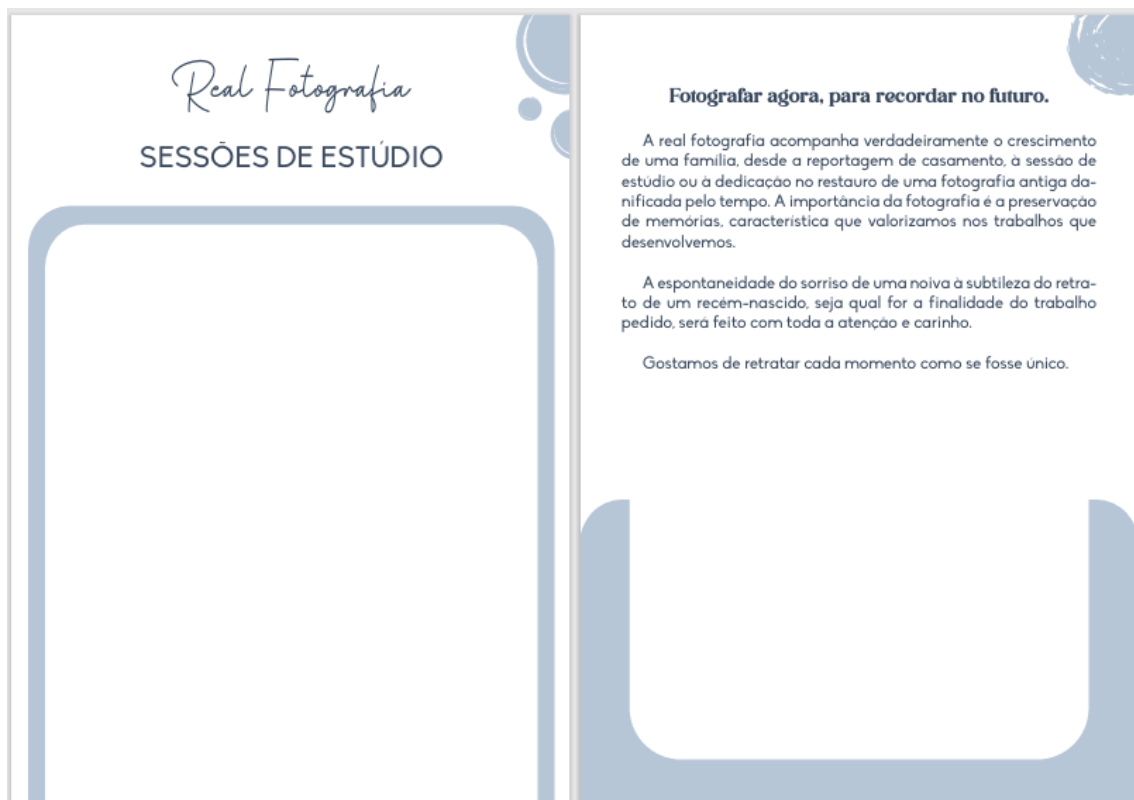 Real Fotografia
SESSÕES DE ESTÚDIO
Fotografar agora, para recordar no futuro.
A real fotografia acompanha verdadeiramente o crescimento
de uma família, desde a reportagem de casamento, à sessão de
estúdio ou à dedicação no restauro de uma fotografia antiga da-
nificada pelo tempo. A importância da fotografia é a preservação
de memórias, característica que valorizamos nos trabalhos que
desenvolvemos.
A espontaneidade do sorriso de uma noiva à subtileza do retra-
to de um recém-nascido, seja qual for a finalidade do trabalho
pedido, será feito com toda a atenção e carinho.
Gostamos de retratar cada momento como se fosse único.